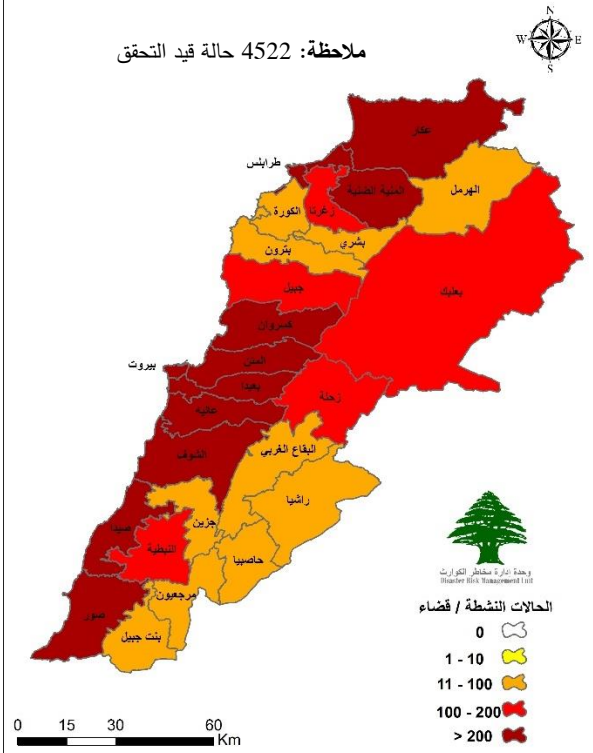 N
W E
S
ملاحظة: 4522 حالة قيد التحقق
عكار
طرابلس
المنية الضنية
الهرمل
زغرتا
الكورة
بشري
بترون
بعلبك
جبيل
كسروان
المتن
بيروت
بعبدا
زحلة
عاليه
البقاع الغربي
الشوف
راشيا
جزين
صيدا
النبطية
حاصبيا
مرجعيون
صور
بنت جبيل
وحدة ادارة مخاطر الكوارث
Disaster Risk Management Unit
الحالات النشطة / قضاء
0
1 - 10
11 - 100
100 - 200
> 200
0 15 30 60
Km